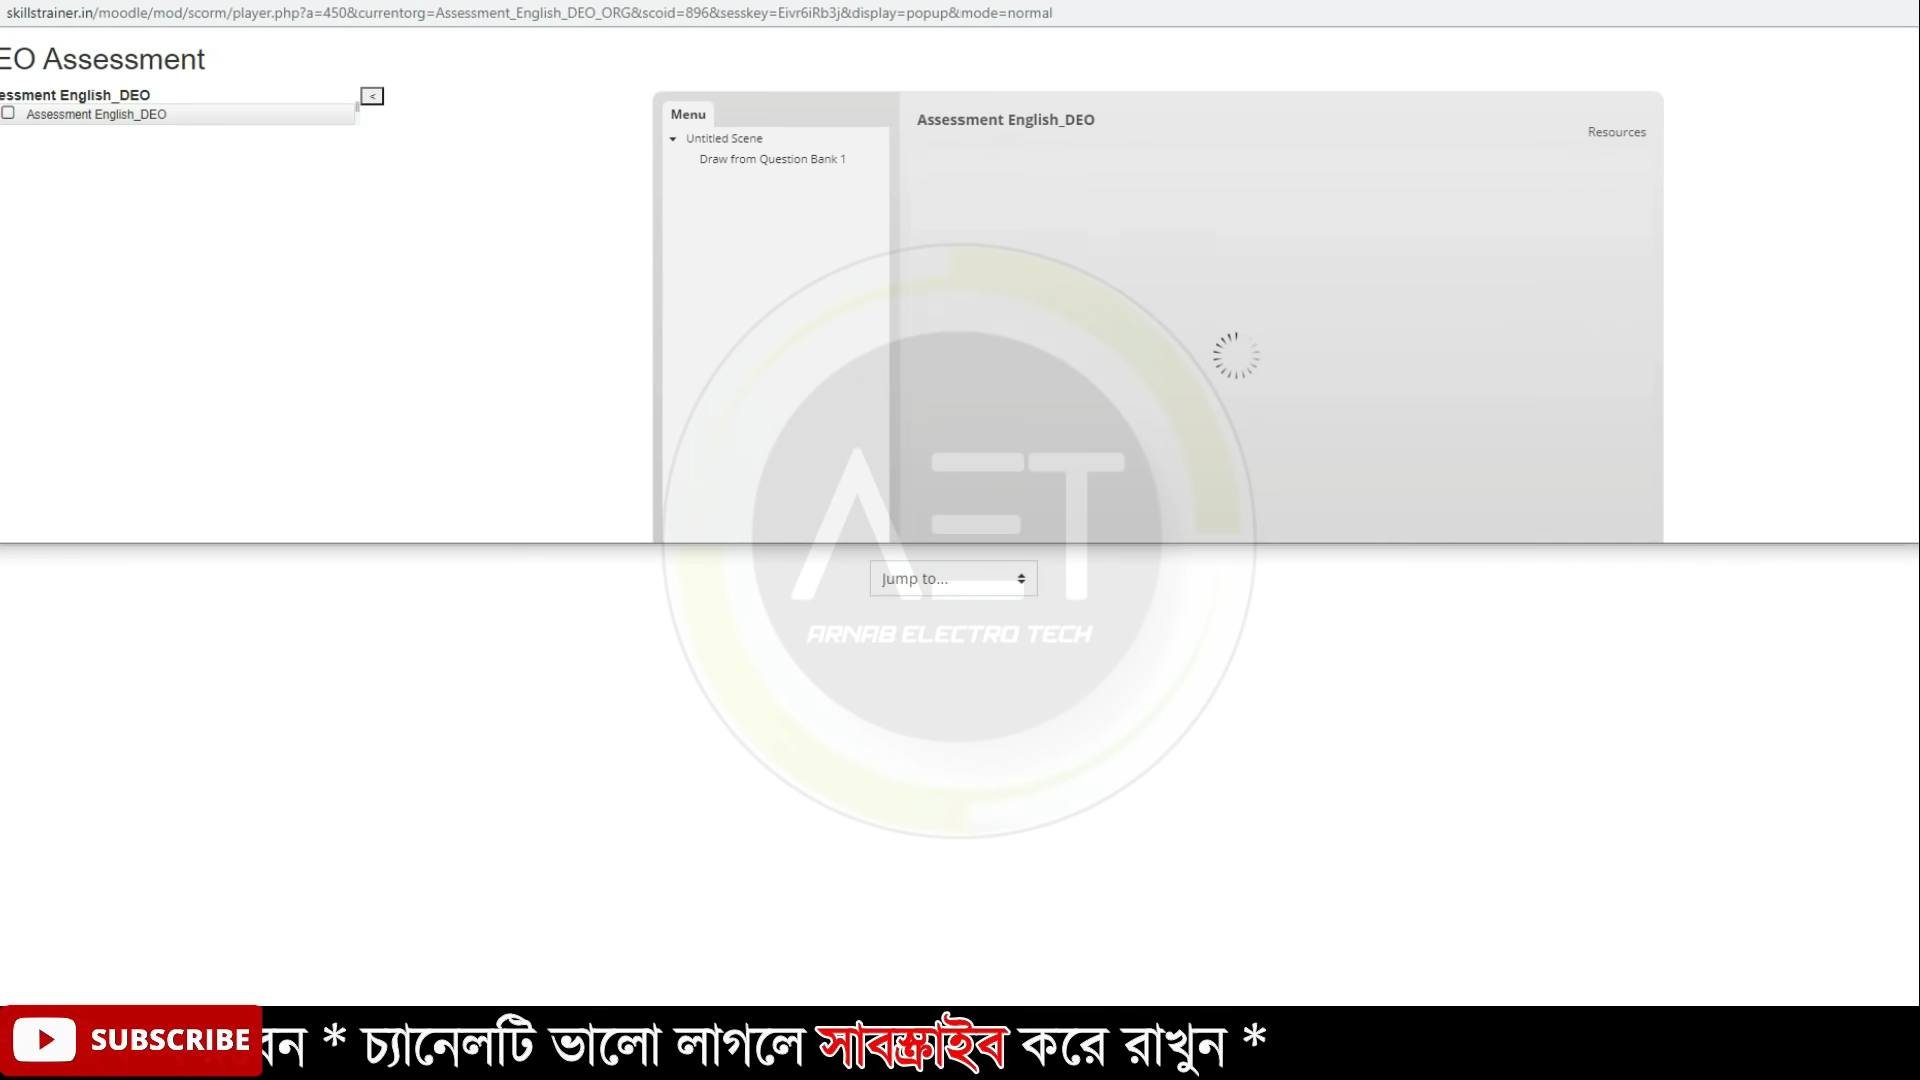 skillstrainer.in/moodle/mod/scorm/player.php?a=450&currentorg=Assessment_English_DEO_ORG&scoid=896&sesskey=Eivr6iRb3j&display=popup&mode=normal
EO Assessment
essment English_DEO
<
Assessment English_DEO
Menu
Untitled Scene
Draw from Question Bank 1
Assessment English_DEO
Resources
AET
Jump to...
ARNAB ELECTRO TECH
SUBSCRIBE
বন * চ্যানেলটি ভালো লাগলে সাবস্ক্রাইব করে রাখুন *